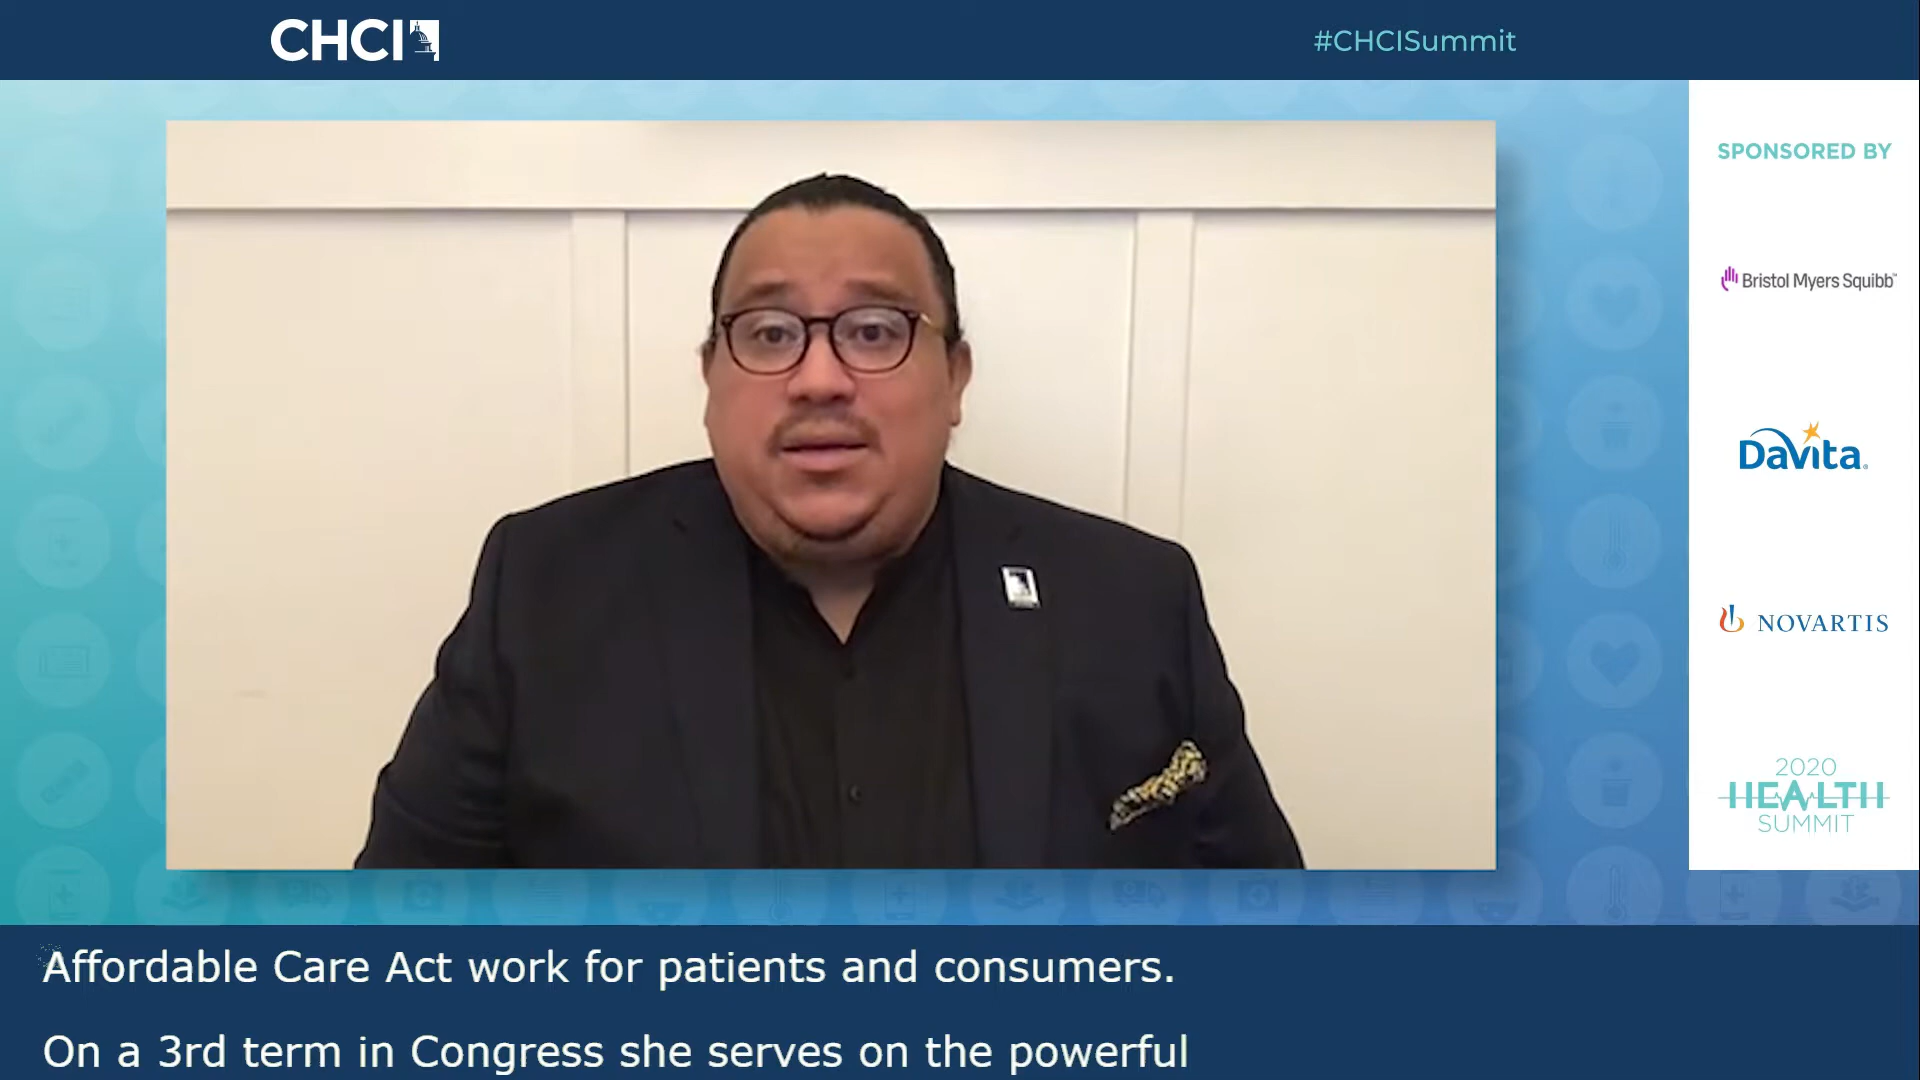 CHCI
#CHCISummit
SPONSORED BY
Bristol Myers Squibb™
DaVita®
NOVARTIS
2020
HEALTH
SUMMIT
Affordable Care Act work for patients and consumers.
On a 3rd term in Congress she serves on the powerful